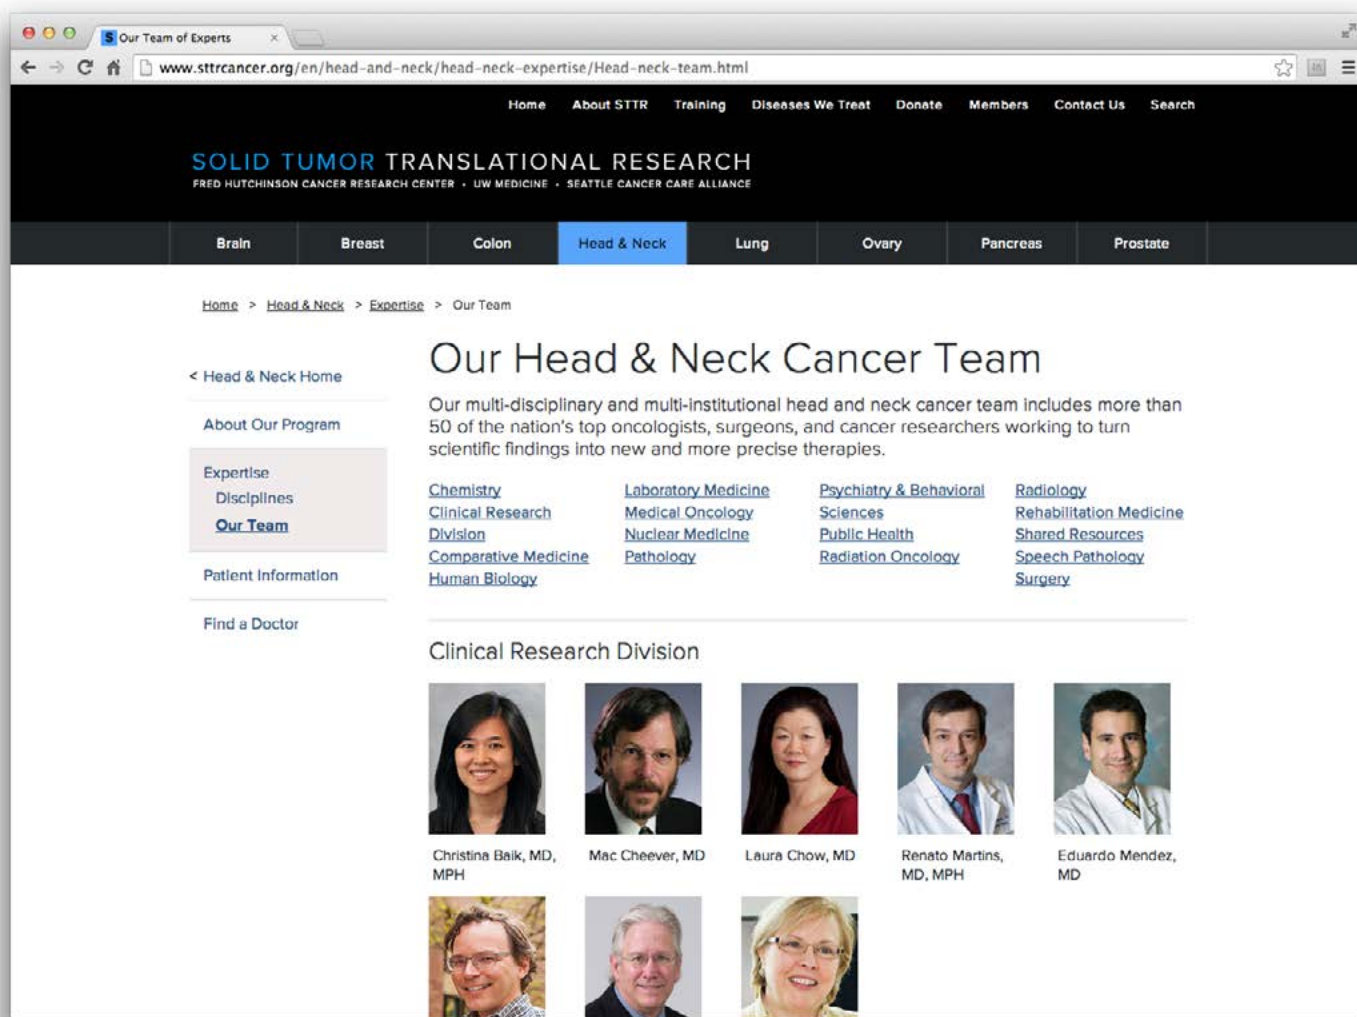 S Our Team of Experts ×
www.sttrcancer.org/en/head-and-neck/head-neck-expertise/Head-neck-team.html
Home About STTR Training Diseases We Treat Donate Members Contact Us Search
SOLID TUMOR TRANSLATIONAL RESEARCH
FRED HUTCHINSON CANCER RESEARCH CENTER • UW MEDICINE • SEATTLE CANCER CARE ALLIANCE
Brain Breast Colon Head & Neck Lung Ovary Pancreas Prostate
Home > Head & Neck > Expertise > Our Team
< Head & Neck Home
About Our Program
Expertise
Disciplines
Our Team
Patient Information
Find a Doctor
Our Head & Neck Cancer Team
Our multi-disciplinary and multi-institutional head and neck cancer team includes more than
50 of the nation's top oncologists, surgeons, and cancer researchers working to turn
scientific findings into new and more precise therapies.
Chemistry
Clinical Research
Division
Comparative Medicine
Human Biology
Laboratory Medicine
Medical Oncology
Nuclear Medicine
Pathology
Psychiatry & Behavioral
Sciences
Public Health
Radiation Oncology
Radiology
Rehabilitation Medicine
Shared Resources
Speech Pathology
Surgery
Clinical Research Division
Christina Baik, MD,
MPH
Mac Cheever, MD
Laura Chow, MD
Renato Martins,
MD, MPH
Eduardo Mendez,
MD